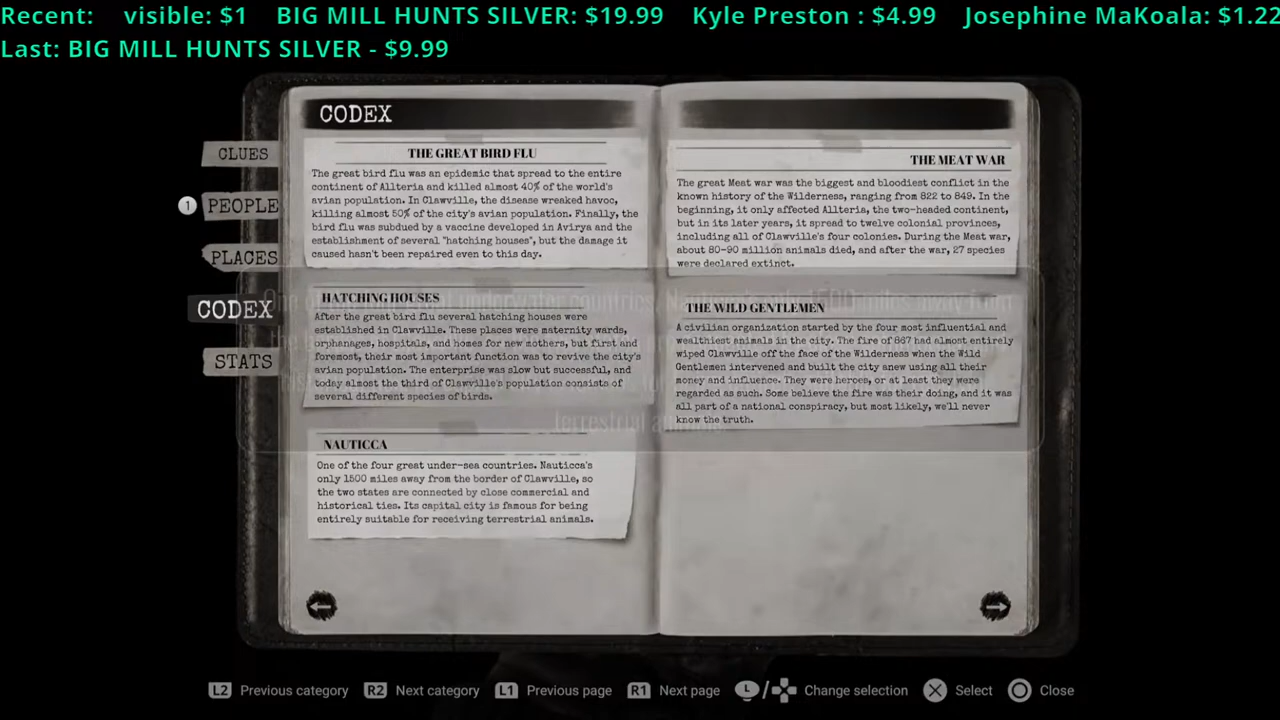 Recent: visible: $1 BIG MILL HUNTS SILVER: $19.99 Kyle Preston : $4.99 Josephine MaKoala: $1.22
Last: BIG MILL HUNTS SILVER - $9.99
CODEX
CLUES
1 PEOPLE
PLACES
CODEX
STATS
THE GREAT BIRD FLU
The great bird flu was an epidemic that spread to the entire
continent of Allteria and killed almost 40% of the world's
avian population. In Clawville, the disease wreaked havoc,
killing almost 50% of the city's avian population. Finally, the
bird flu was subdued by a vaccine developed in Avirya and the
establishment of several "hatching houses", but the damage it
caused hasn't been repaired even to this day.
HATCHING HOUSES
After the great bird flu several hatching houses were
established in Clawville. These places were maternity wards,
orphanages, hospitals, and homes for new mothers, but first and
foremost, their most important function was to revive the city's
avian population. The enterprise was slow but successful, and
today almost the third of Clawville's population consists of
several different species of birds.
NAUTICCA
One of the four great under-sea countries. Nauticca's
only 1500 miles away from the border of Clawville, so
the two states are connected by close commercial and
historical ties. Its capital city is famous for being
entirely suitable for receiving terrestrial animals.
THE MEAT WAR
The great Meat war was the biggest and bloodiest conflict in the
known history of the Wilderness, ranging from 822 to 849. In the
beginning, it only affected Allteria, the two-headed continent,
but in its later years, it spread to twelve colonial provinces,
including all of Clawville's four colonies. During the Meat war,
about 80-90 million animals died, and after the war, 27 species
were declared extinct.
THE WILD GENTLEMEN
A civilian organization started by the four most influential and
wealthiest animals in the city. The fire of 867 had almost entirely
wiped Clawville off the face of the Wilderness when the Wild
Gentlemen intervened and built the city anew using all their
money and influence. They were heroes, or at least they were
regarded as such. Some believe the fire was their doing, and it was
all part of a national conspiracy, but most likely, we'll never
know the truth.
L2 Previous category R2 Next category L1 Previous page R1 Next page L / Change selection Select Close